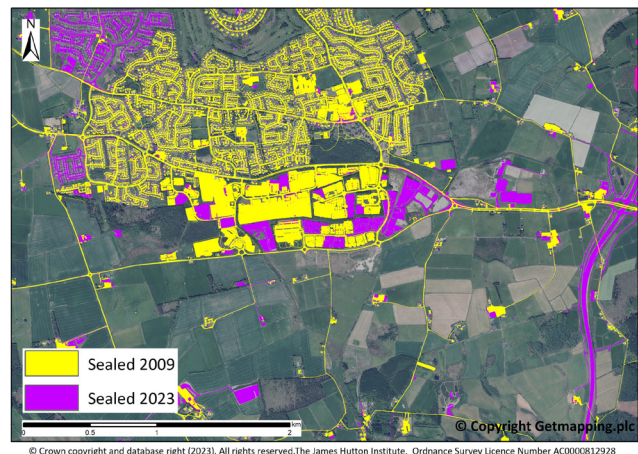 N
Sealed 2009
Sealed 2023
0 0.5 1 2
km
© Copyright Getmapping.plc
© Crown copyright and database right (2023). All rights reserved.The James Hutton Institute, Ordnance Survey Licence Number AC0000812928